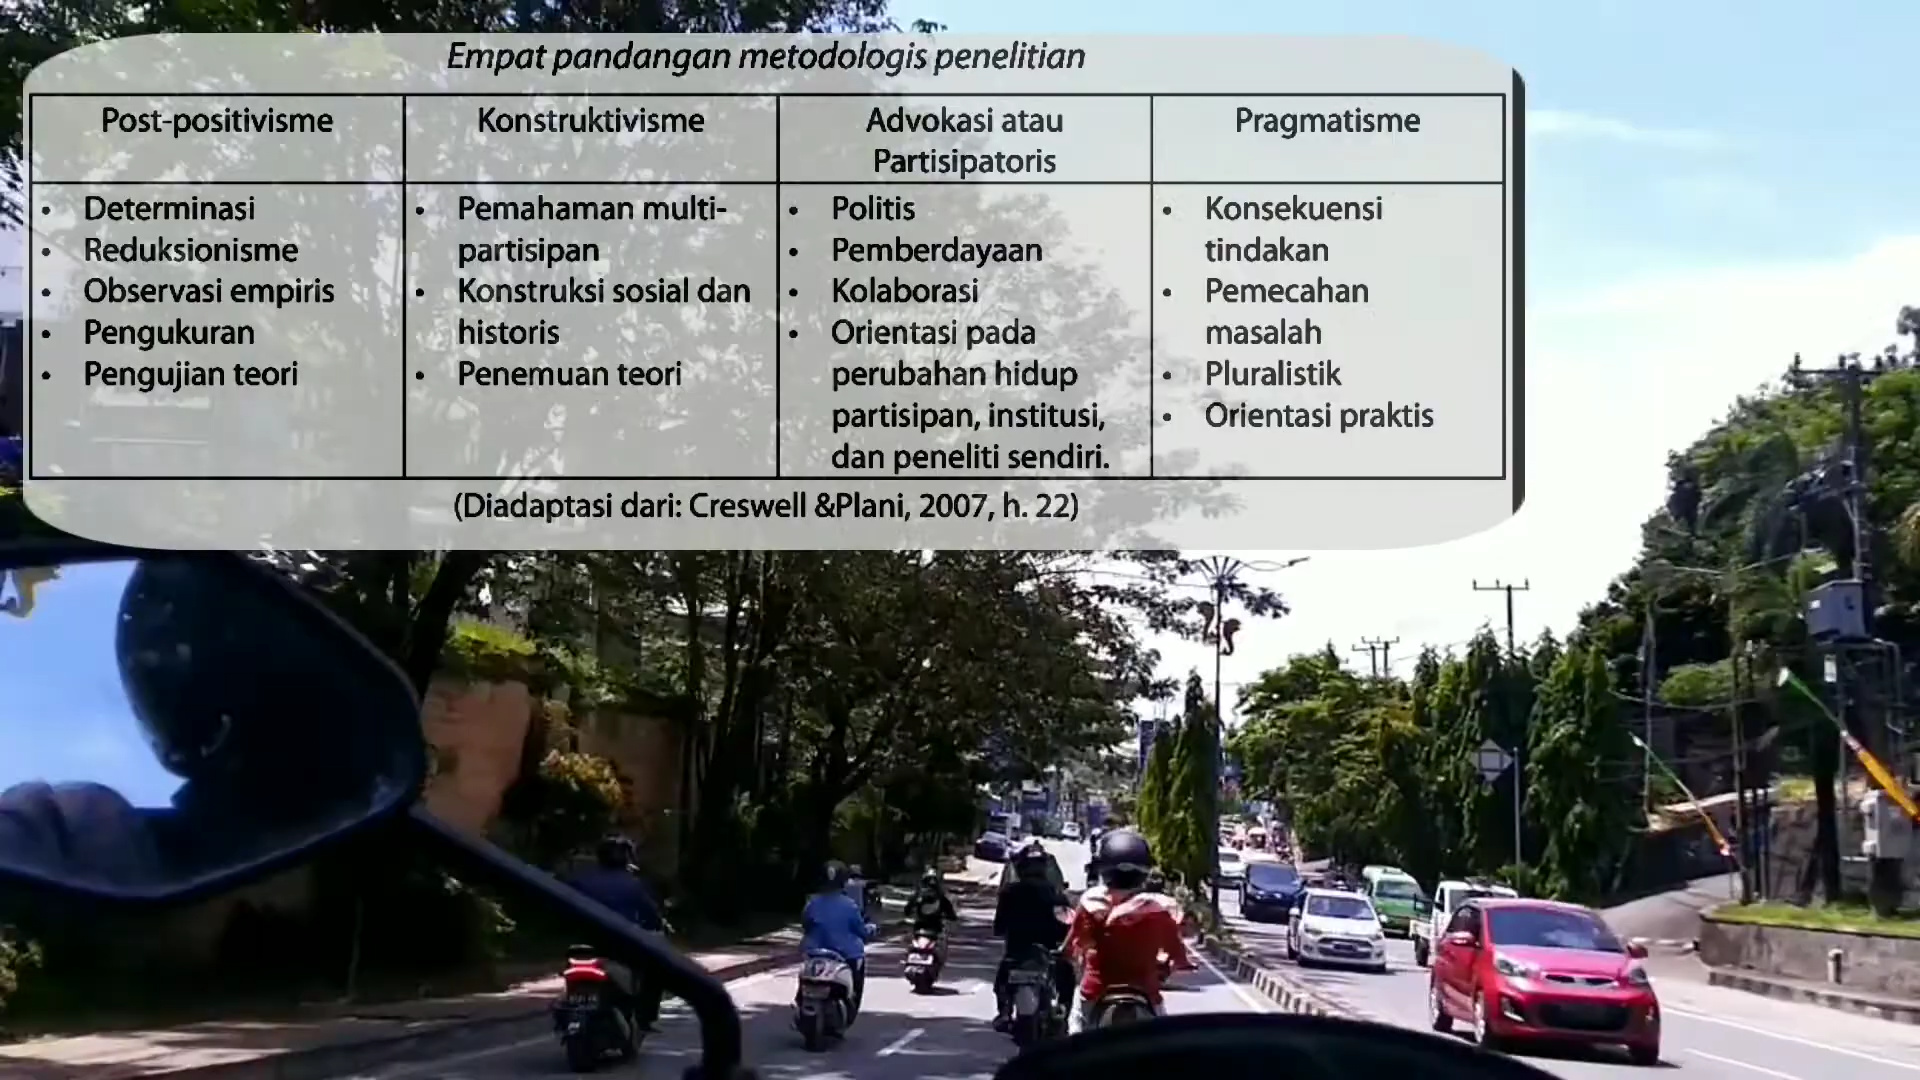 Empat pandangan metodologis penelitian
Post-positivisme
Konstruktivisme
Advokasi atau
Partisipatoris
Pragmatisme
• Determinasi
• Reduksionisme
• Observasi empiris
• Pengukuran
• Pengujian teori
• Pemahaman multi-
partisipan
• Konstruksi sosial dan
historis
• Penemuan teori
• Politis
• Pemberdayaan
• Kolaborasi
• Orientasi pada
perubahan hidup
partisipan, institusi,
dan peneliti sendiri.
• Konsekuensi
tindakan
• Pemecahan
masalah
• Pluralistik
• Orientasi praktis
(Diadaptasi dari: Creswell &Plani, 2007, h. 22)